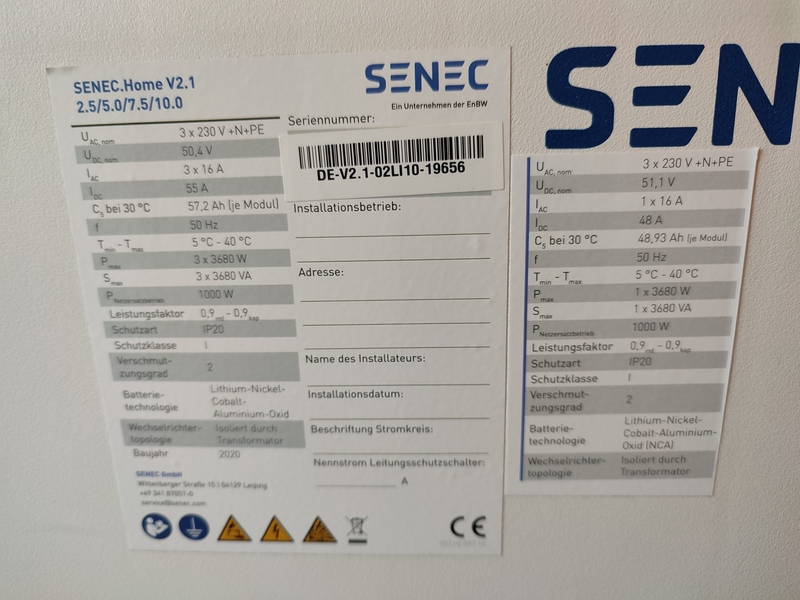 SENEC.Home V2.1
2.5/5.0/7.5/10.0
U AC, nom 3 x 230 V +N+PE
U DC, nom 50,4 V
I AC 3 x 16 A
I DC 55 A
C5 bei 30 °C 57,2 Ah (je Modul)
f 50 Hz
T min - T max 5 °C - 40 °C
P max 3 x 3680 W
S max 3 x 3680 VA
P Netzersatzbetrieb 1000 W
Leistungsfaktor 0,9 ind - 0,9 kap
Schutzart IP20
Schutzklasse I
Verschmut-
zungsgrad 2
Batterie-
technologie
Lithium-Nickel-
Cobalt-
Aluminium-Oxid
Wechselrichter-
topologie
Isoliert durch
Transformator
Baujahr 2020
SENEC GmbH
Wittenberger Straße 15 | 04129 Leipzig
+49 341 87057-0
service@senec.com
SENEC
Ein Unternehmen der EnBW
Seriennummer:
DE-V2.1-02LI10-19656
Installationsbetrieb:
Adresse:
Name des Installateurs:
Installationsdatum:
Beschriftung Stromkreis:
Nennstrom Leitungsschutzschalter:
A
CE
SEN
U AC, nom 3 x 230 V +N+PE
U DC, nom 51,1 V
I AC 1 x 16 A
I DC 48 A
C5 bei 30 °C 48,93 Ah (je Modul)
f 50 Hz
T min - T max 5 °C - 40 °C
P max 1 x 3680 W
S max 1 x 3680 VA
P Netzersatzbetrieb 1000 W
Leistungsfaktor 0,9 ind - 0,9 kap
Schutzart IP20
Schutzklasse I
Verschmut-
zungsgrad 2
Batterie-
technologie
Lithium-Nickel-
Cobalt-Aluminium-
Oxid (NCA)
Wechselrichter-
topologie
Isoliert durch
Transformator